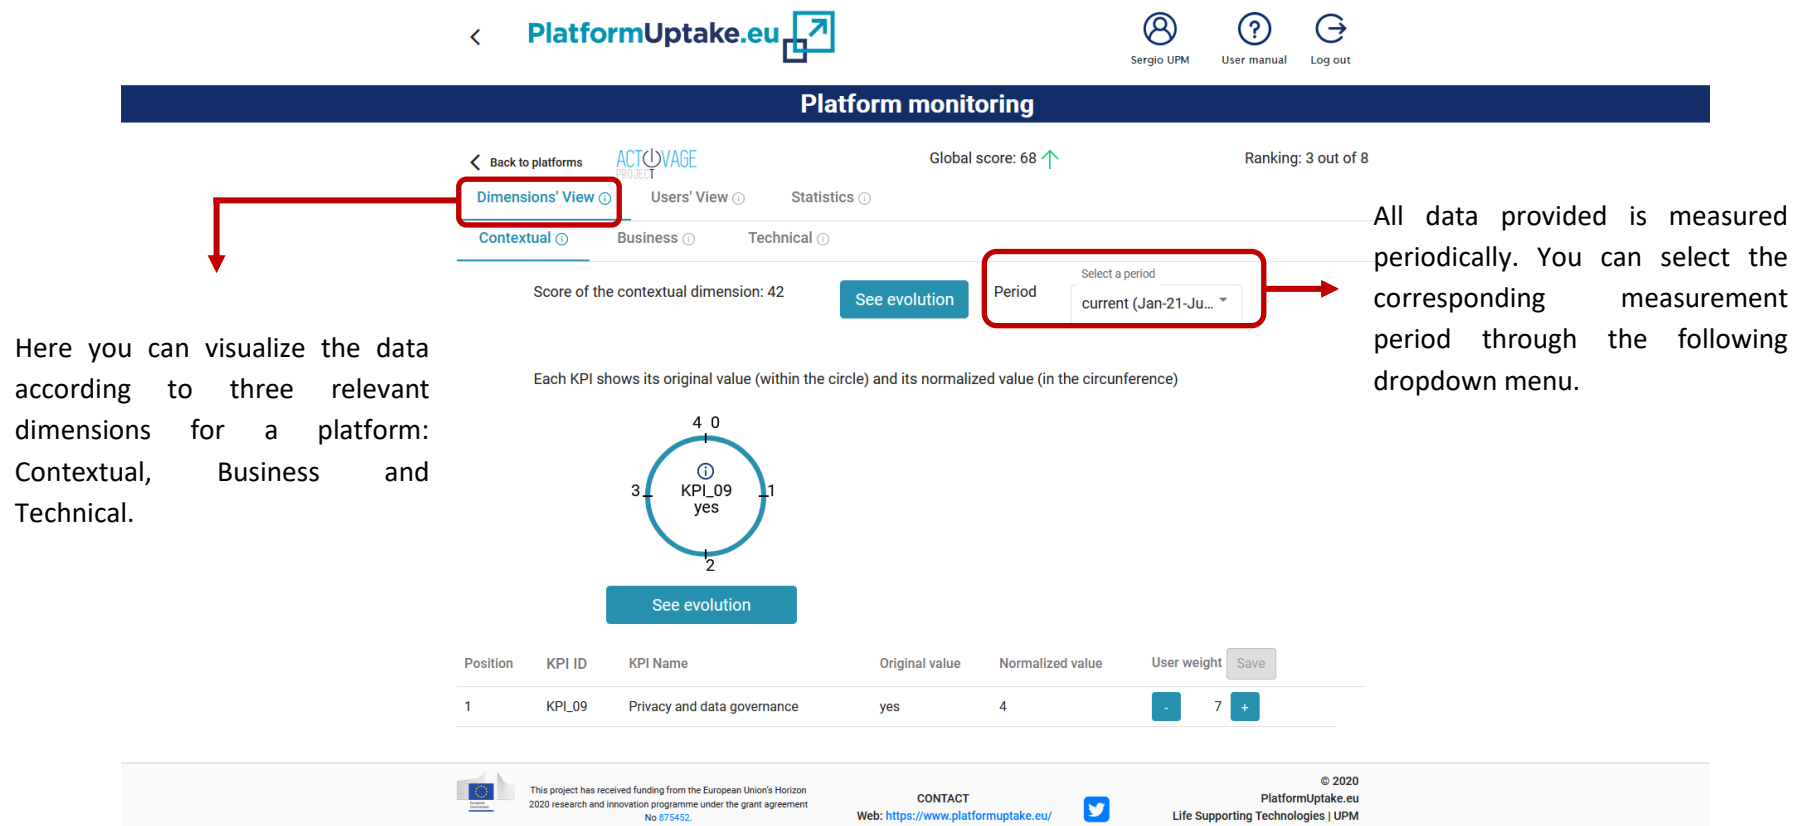 PlatformUptake.eu
Sergio UPM
User manual
Log out
Platform monitoring
Back to platforms
ACTIVAGE
PROJECT
Global score: 68
Ranking: 3 out of 8
Dimensions' View
Users' View
Statistics
Contextual
Business
Technical
Score of the contextual dimension: 42
See evolution
Period
Select a period
current (Jan-21-Ju...
All data provided is measured
periodically. You can select the
corresponding measurement
period through the following
dropdown menu.
Here you can visualize the data
according to three relevant
dimensions for a platform:
Contextual, Business and
Technical.
Each KPI shows its original value (within the circle) and its normalized value (in the circunference)
4 0
3
KPI_09
1
yes
2
See evolution
Position KPI ID KPI Name Original value Normalized value User weight Save
1 KPI_09 Privacy and data governance yes 4 - 7 +
This project has received funding from the European Union's Horizon
2020 research and innovation programme under the grant agreement
No 875452.
CONTACT
Web: https://www.platformuptake.eu/
© 2020
PlatformUptake.eu
Life Supporting Technologies | UPM